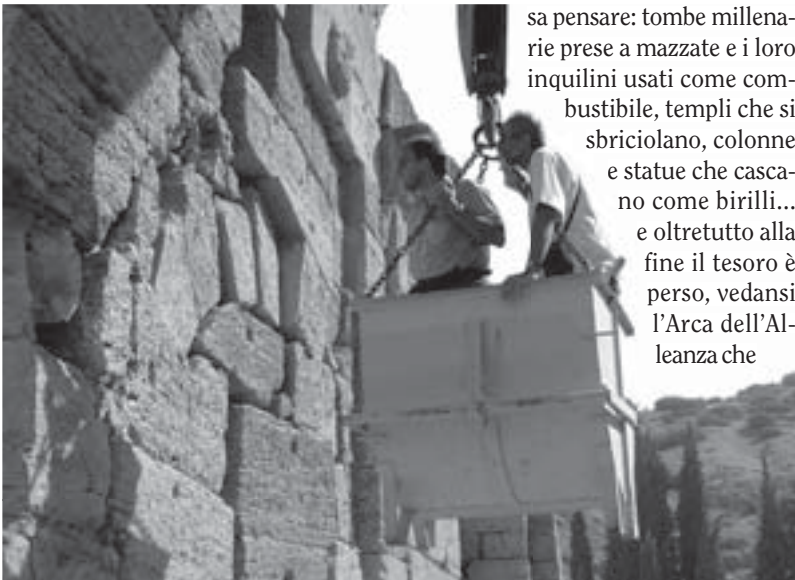 sa pensare: tombe millena-
rie prese a mazzate e i loro
inquilini usati come com-
bustibile, templi che si
sbriciolano, colonne
e statue che casca-
no come birilli...
e oltretutto alla
fine il tesoro è
perso, vedansi
l'Arca dell'Al-
leanza che